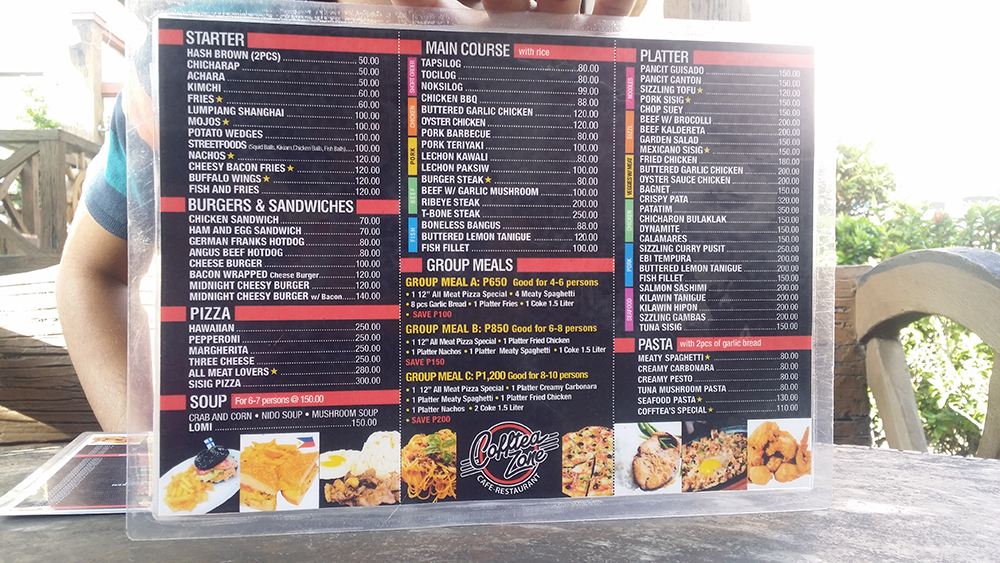 STARTER
HASH BROWN (2PCS) 50.00
CHICHARAP 50.00
ACHARA 50.00
KIMCHI 60.00
FRIES★ 60.00
LUMPIANG SHANGHAI 100.00
MOJOS★ 100.00
POTATO WEDGES 100.00
STREETFOODS (Squid Balls, Kikiam, Chicken Balls, Fish Balls) 100.00
NACHOS★ 120.00
CHEESY BACON FRIES★ 120.00
BUFFALO WINGS★ 120.00
FISH AND FRIES 120.00
BURGERS & SANDWICHES
CHICKEN SANDWICH 70.00
HAM AND EGG SANDWICH 70.00
GERMAN FRANKS HOTDOG 80.00
ANGUS BEEF HOTDOG 80.00
CHEESE BURGER 100.00
BACON WRAPPED Cheese Burger 120.00
MIDNIGHT CHEESY BURGER 120.00
MIDNIGHT CHEESY BURGER w/ Bacon 140.00
PIZZA
HAWAIIAN 250.00
PEPPERONI 250.00
MARGHERITA 250.00
THREE CHEESE 250.00
ALL MEAT LOVERS★ 280.00
SISIG PIZZA 300.00
SOUP For 6-7 persons @ 150.00
CRAB AND CORN • NIDO SOUP • MUSHROOM SOUP
LOMI 150.00
MAIN COURSE with rice
SHORT ORDER
CHICKEN
PORK
BEEF
FISH
TAPSILOG 80.00
TOCILOG 80.00
NOKSILOG 99.00
CHICKEN BBQ 88.00
BUTTERED GARLIC CHICKEN 120.00
OYSTER CHICKEN 120.00
PORK BARBECUE 80.00
PORK TERIYAKI 100.00
LECHON KAWALI 80.00
LECHON PAKSIW 100.00
BURGER STEAK★ 80.00
BEEF W/ GARLIC MUSHROOM 100.00
RIBEYE STEAK 200.00
T-BONE STEAK 250.00
BONELESS BANGUS 88.00
BUTTERED LEMON TANIGUE 120.00
FISH FILLET 100.00
GROUP MEALS
GROUP MEAL A: P650 Good for 4-6 persons
• 1 12" All Meat Pizza Special • 4 Meaty Spaghetti
• 8 pcs Garlic Bread • 1 Platter Fries • 1 Coke 1.5 Liter
• SAVE P100
GROUP MEAL B: P850 Good for 6-8 persons
• 1 12" All Meat Pizza Special • 1 Platter Fried Chicken
• 1 Platter Nachos • 1 Platter Meaty Spaghetti • 1 Coke 1.5 Liter
SAVE P150
GROUP MEAL C: P1,200 Good for 8-10 persons
• 1 12" All Meat Pizza Special • 1 Platter Creamy Carbonara
• 1 Platter Meaty Spaghetti • 1 Platter Fried Chicken
• 1 Platter Nachos • 2 Coke 1.5 Liter
• SAVE P200
Cofftea Zone
CAFE-RESTAURANT
PLATTER
NOODLES
VEGGIES W/ MEAT
CHICKEN
PORK
SEAFOOD
PANCIT GUISADO 150.00
PANCIT CANTON 150.00
SIZZLING TOFU★ 120.00
PORK SISIG★ 150.00
CHOP SUEY 150.00
BEEF W/ BROCOLLI 200.00
BEEF KALDERETA 200.00
GARDEN SALAD 150.00
MEXICANO SISIG★ 150.00
FRIED CHICKEN 180.00
BUTTERED GARLIC CHICKEN 200.00
OYSTER SAUCE CHICKEN 200.00
BAGNET 150.00
CRISPY PATA 320.00
PATATIM 350.00
CHICHARON BULAKLAK 150.00
DYNAMITE 150.00
CALAMARES 150.00
SIZZLING CURRY PUSIT 250.00
EBI TEMPURA 200.00
BUTTERED LEMON TANIGUE 200.00
FISH FILLET 150.00
SALMON SASHIMI 200.00
KILAWIN TANIGUE 200.00
KILAWIN HIPON 200.00
SZZLING GAMBAS 200.00
TUNA SISIG 150.00
PASTA with 2pcs of garlic bread
MEATY SPAGHETTI★ 80.00
CREAMY CARBONARA 80.00
CREAMY PESTO 80.00
TUNA MUSHROOM PASTA 80.00
SEAFOOD PASTA★ 130.00
COFFTEA'S SPECIAL★ 110.00